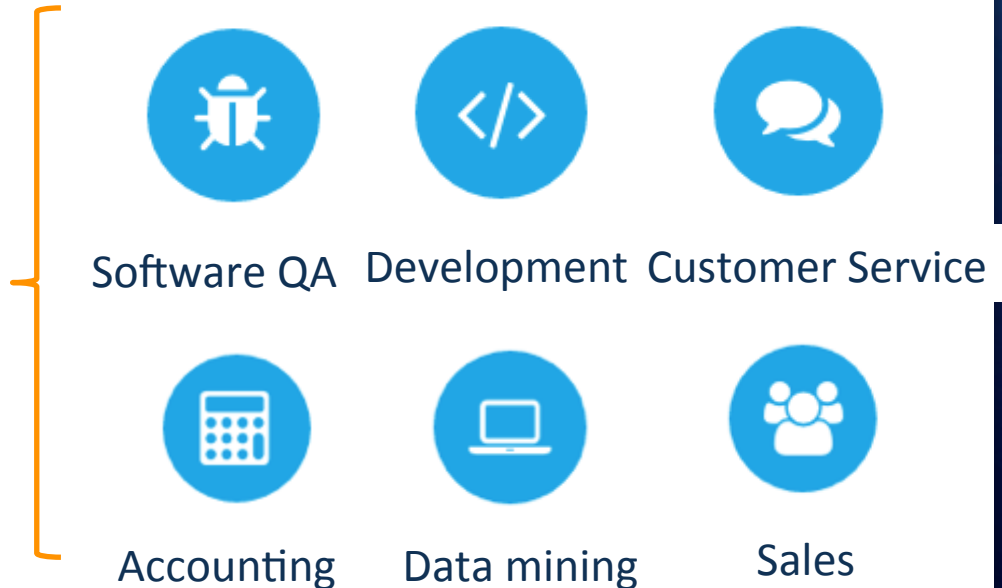 Software QA Development Customer Service
Accounting Data mining Sales